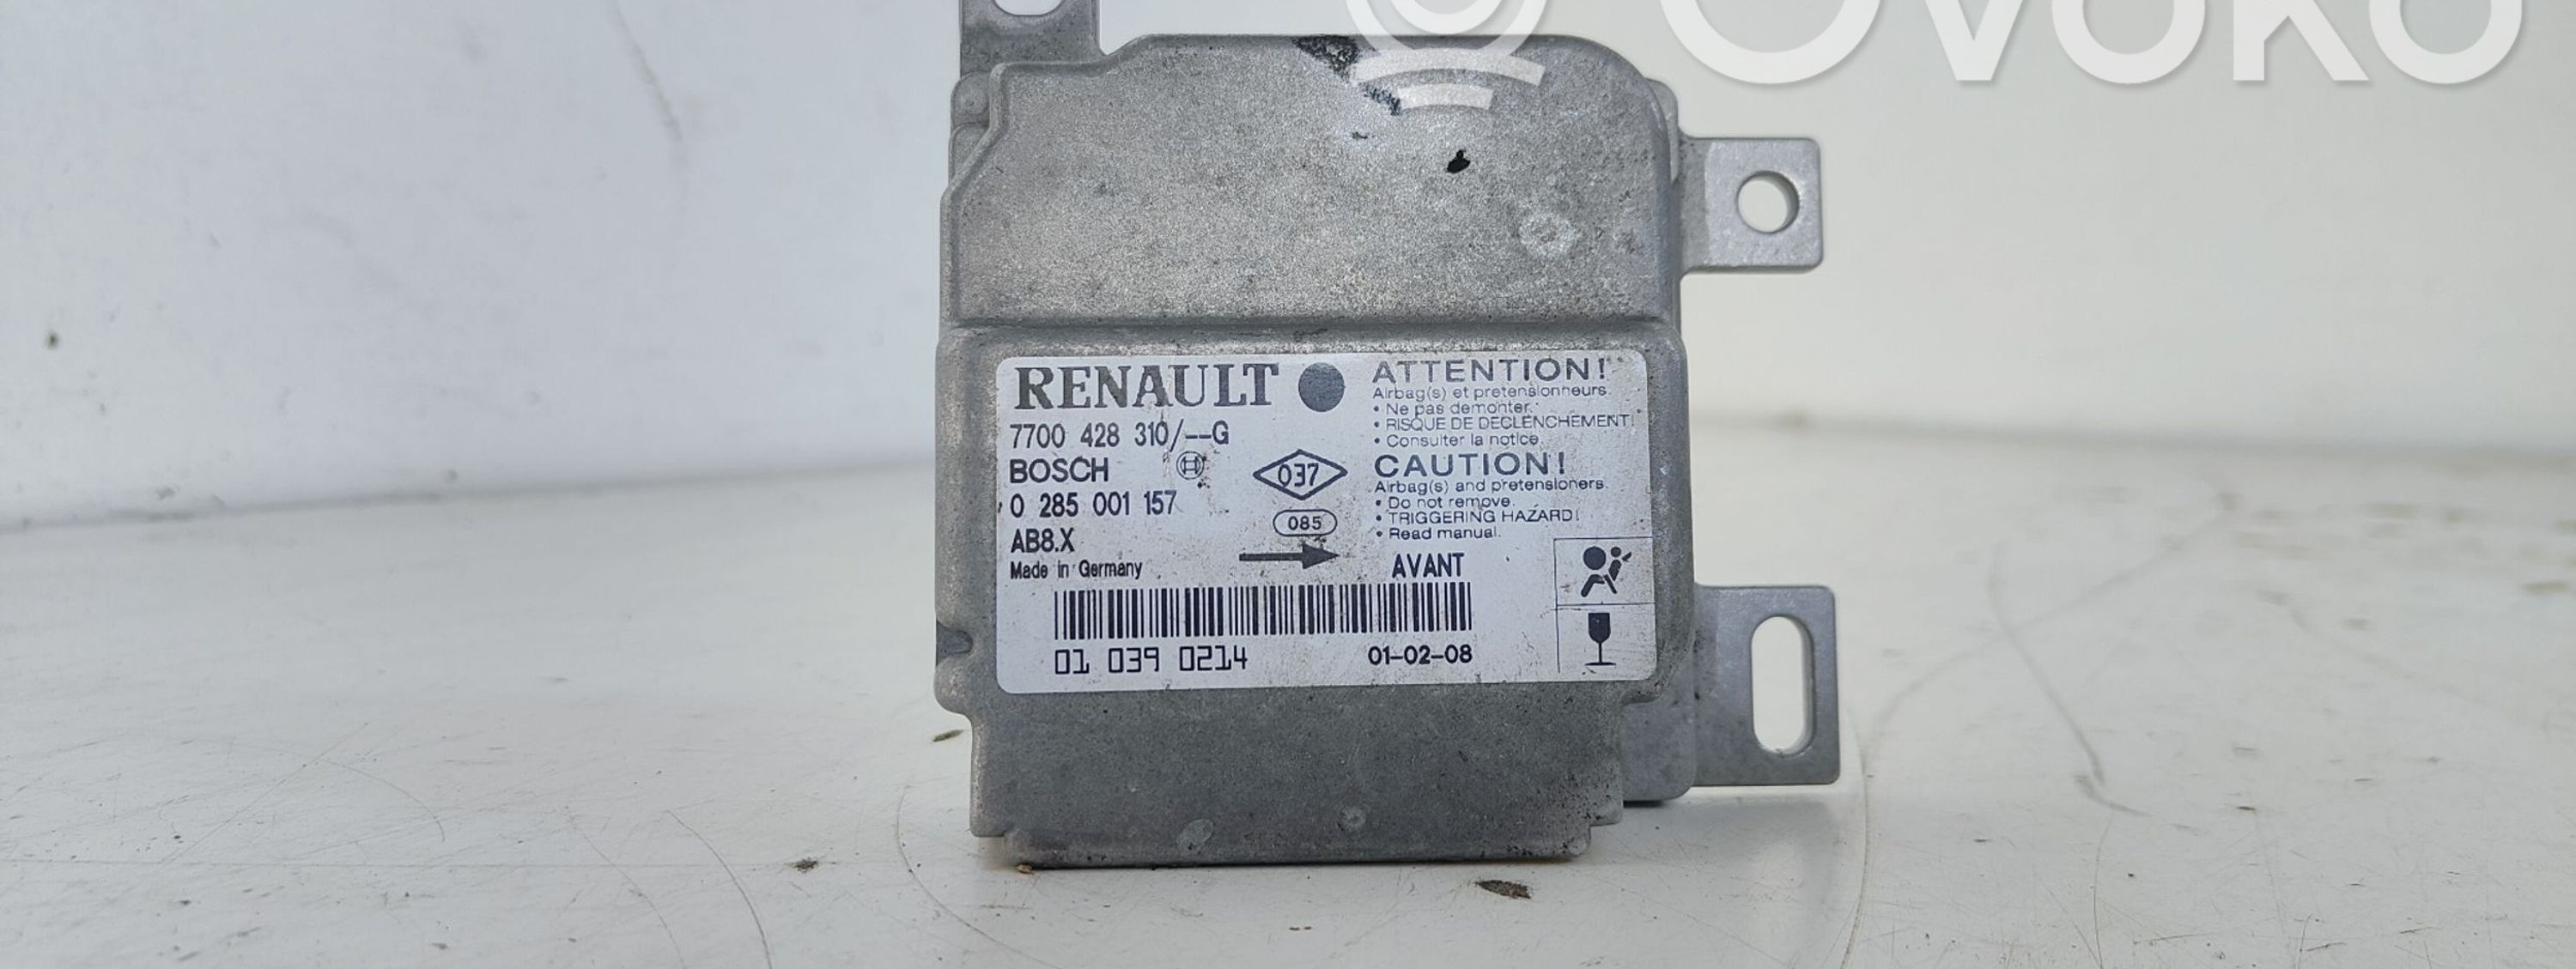 OVOKO
RENAULT
7700 428 310/--G
BOSCH
0 285 001 157
AB8.X
Made in Germany
037
085
ATTENTION!
Airbag(s) et pretensionneurs.
• Ne pas demonter.
• RISQUE DE DECLENCHEMENT!
• Consulter la notice.
CAUTION!
Airbag(s) and pretensioners.
• Do not remove.
• TRIGGERING HAZARD!
• Read manual.
AVANT
01 039 0214
01-02-08